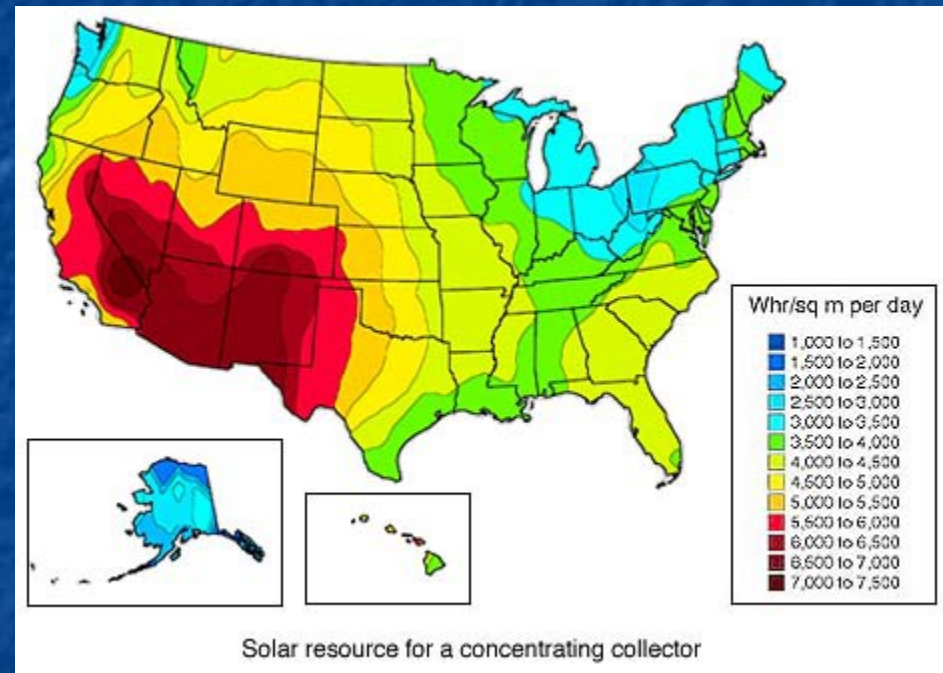 Whr/sq m per day
1,000 to 1,500
1,500 to 2,000
2,000 to 2,500
2,500 to 3,000
3,000 to 3,500
3,500 to 4,000
4,000 to 4,500
4,500 to 5,000
5,000 to 5,500
5,500 to 6,000
6,000 to 6,500
6,500 to 7,000
7,000 to 7,500
Solar resource for a concentrating collector